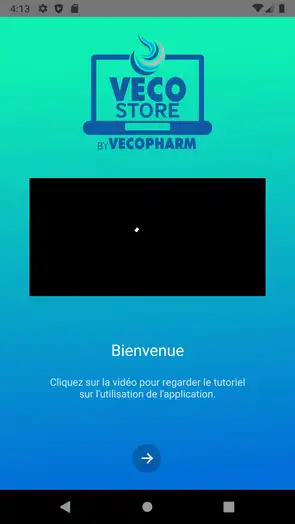 4:13
VECO
STORE
BY VECOPHARM
Bienvenue
Cliquez sur la vidéo pour regarder le tutoriel
sur l'utilisation de l'application.